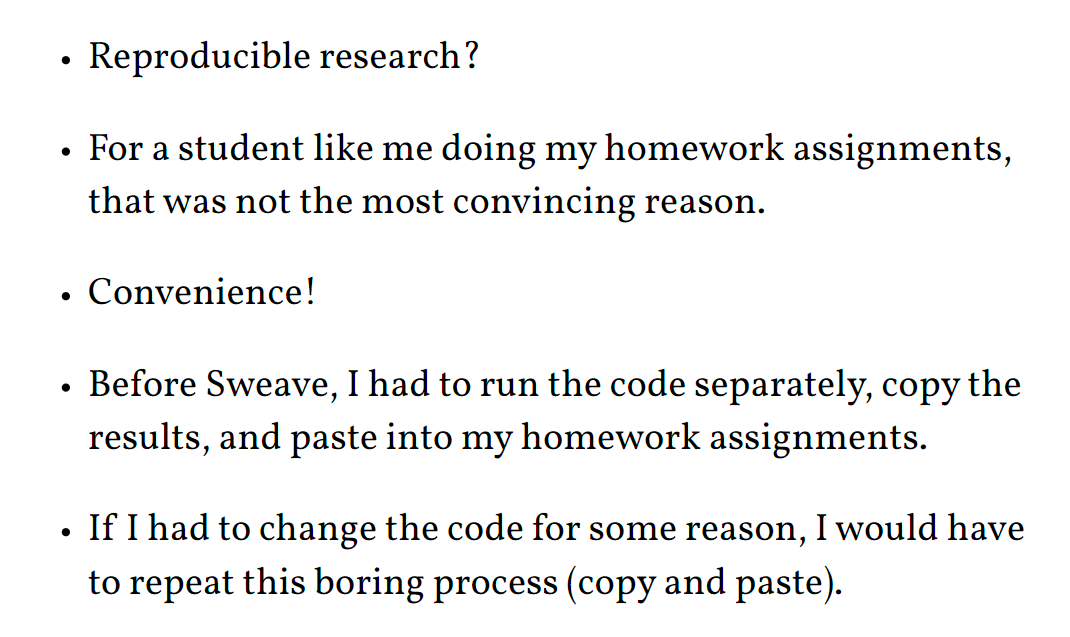 • Reproducible research?
• For a student like me doing my homework assignments,
that was not the most convincing reason.
• Convenience!
• Before Sweave, I had to run the code separately, copy the
results, and paste into my homework assignments.
• If I had to change the code for some reason, I would have
to repeat this boring process (copy and paste).